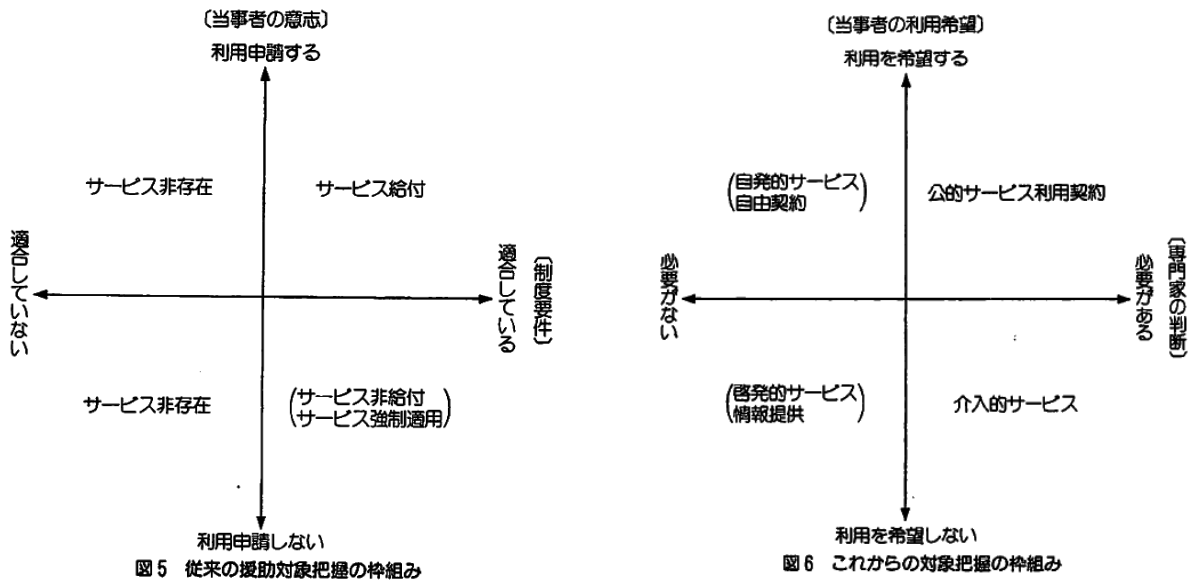 〔当事者の意志〕
利用申請する
サービス非存在
サービス給付
適合していない
適合している
〔制度要件〕
サービス非存在
(サービス非給付
サービス強制適用)
利用申請しない
図5 従来の援助対象把握の枠組み
〔当事者の利用希望〕
利用を希望する
(自発的サービス
自由契約)
公的サービス利用契約
必要がない
必要がある
〔専門家の判断〕
(啓発的サービス
情報提供)
介入的サービス
利用を希望しない
図6 これからの対象把握の枠組み